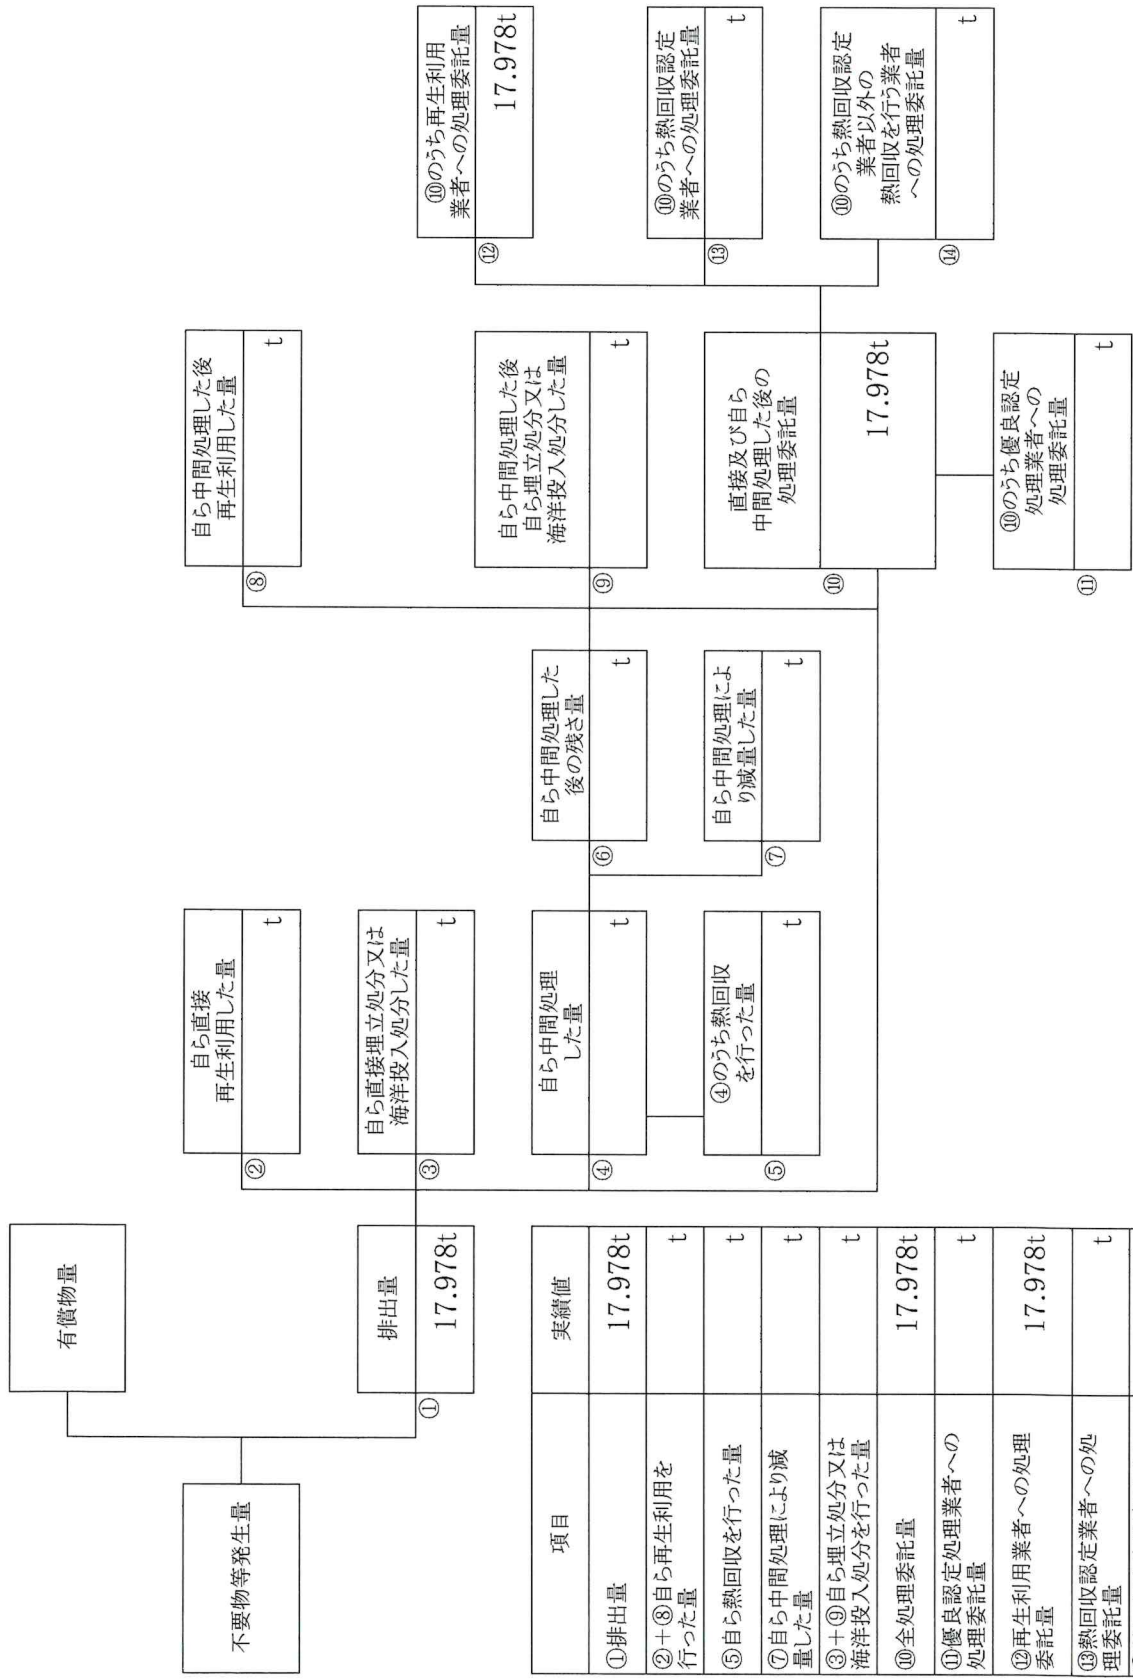 有償物量
不要物等発生量
排出量
①
17.978t
自ら直接
再生利用した量
②
t
自ら直接埋立処分又は
海洋投入処分した量
③
t
自ら中間処理
した量
④
t
④のうち熱回収
を行った量
⑤
t
自ら中間処理した
後の残さ量
⑥
t
自ら中間処理によ
り減量した量
⑦
t
自ら中間処理した後
再生利用した量
⑧
t
自ら中間処理した後
自ら埋立処分又は
海洋投入処分した量
⑨
t
直接及び自ら
中間処理した後の
処理委託量
⑩
17.978t
⑩のうち優良認定
処理業者への
処理委託量
⑪
t
⑩のうち再生利用
業者への処理委託量
⑫
17.978t
⑩のうち熱回収認定
業者への処理委託量
⑬
t
⑩のうち熱回収認定
業者以外の
熱回収を行う業者
への処理委託量
⑭
t
項目 実績値
①排出量 17.978t
②+⑧自ら再生利用を
行った量 t
⑤自ら熱回収を行った量 t
⑦自ら中間処理により減
量した量 t
③+⑨自ら埋立処分又は
海洋投入処分を行った量 t
⑩全処理委託量 17.978t
⑪優良認定処理業者への
処理委託量 t
⑫再生利用業者への処理
委託量 17.978t
⑬熱回収認定業者への処
理委託量 t